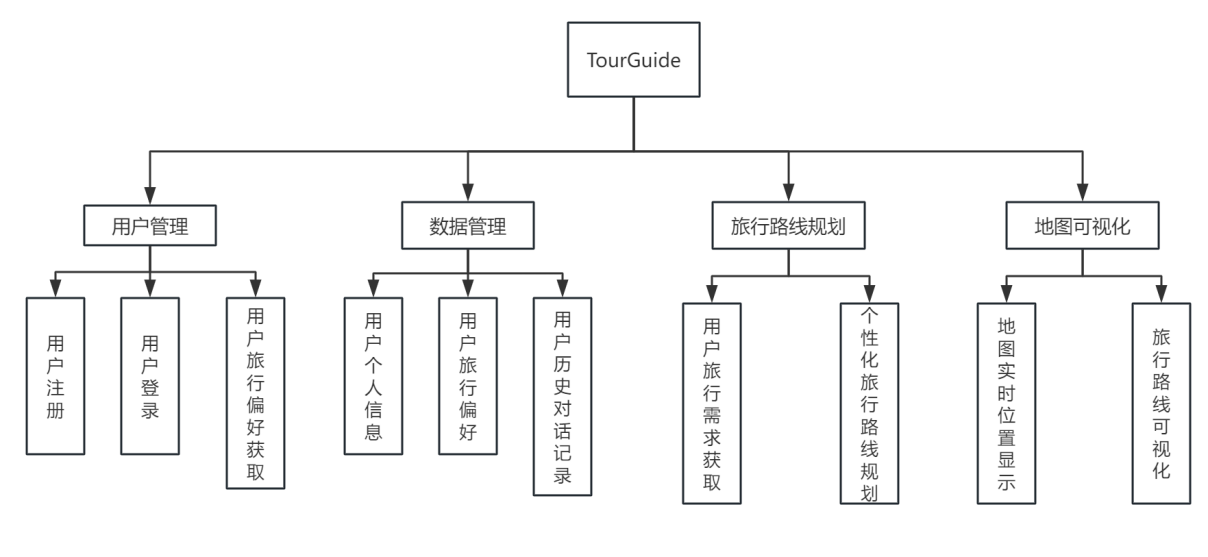 TourGuide
用户管理
数据管理
旅行路线规划
地图可视化
用户注册
用户登录
用户旅行偏好获取
用户个人信息
用户旅行偏好
用户历史对话记录
用户旅行需求获取
个性化旅行路线规划
地图实时位置显示
旅行路线可视化